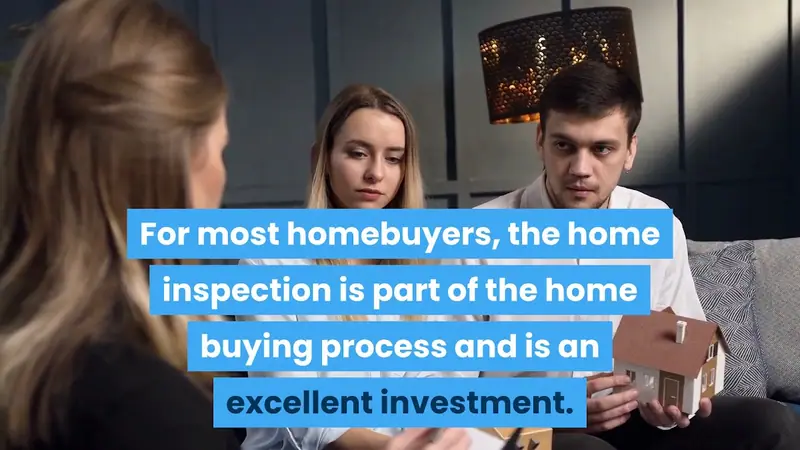 For most homebuyers, the home
inspection is part of the home
buying process and is an
excellent investment.